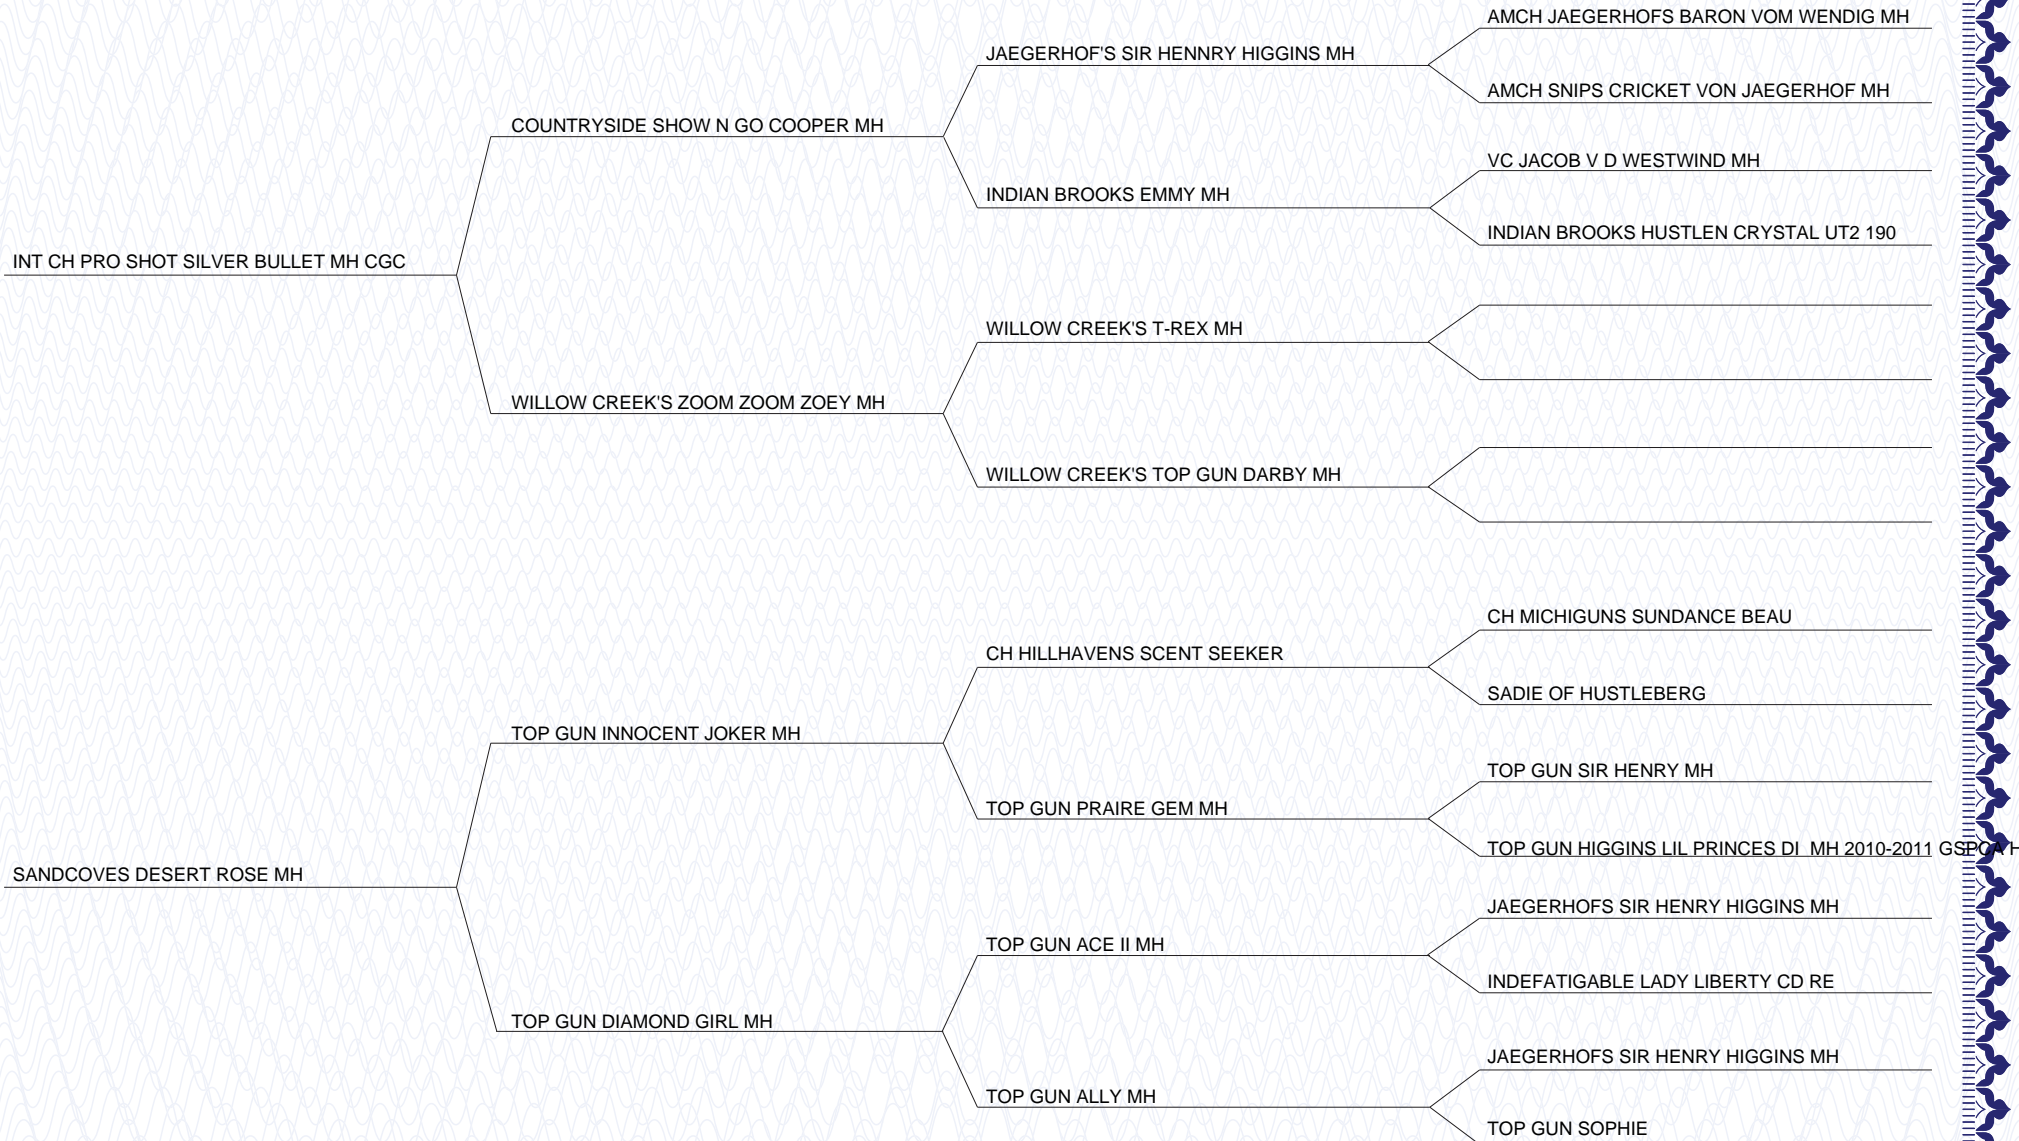 AMCH JAEGERHOFS BARON VOM WENDIG MH
JAEGERHOF'S SIR HENNRY HIGGINS MH
AMCH SNIPS CRICKET VON JAEGERHOF MH
COUNTRYSIDE SHOW N GO COOPER MH
VC JACOB V D WESTWIND MH
INDIAN BROOKS EMMY MH
INDIAN BROOKS HUSTLEN CRYSTAL UT2 190
INT CH PRO SHOT SILVER BULLET MH CGC
WILLOW CREEK'S T-REX MH
WILLOW CREEK'S ZOOM ZOOM ZOEY MH
WILLOW CREEK'S TOP GUN DARBY MH
CH MICHIGUNS SUNDANCE BEAU
CH HILLHAVENS SCENT SEEKER
SADIE OF HUSTLEBERG
TOP GUN INNOCENT JOKER MH
TOP GUN SIR HENRY MH
TOP GUN PRAIRE GEM MH
TOP GUN HIGGINS LIL PRINCES DI  MH 2010-2011 GSPCA H
SANDCOVES DESERT ROSE MH
JAEGERHOFS SIR HENRY HIGGINS MH
TOP GUN ACE II MH
INDEFATIGABLE LADY LIBERTY CD RE
TOP GUN DIAMOND GIRL MH
JAEGERHOFS SIR HENRY HIGGINS MH
TOP GUN ALLY MH
TOP GUN SOPHIE